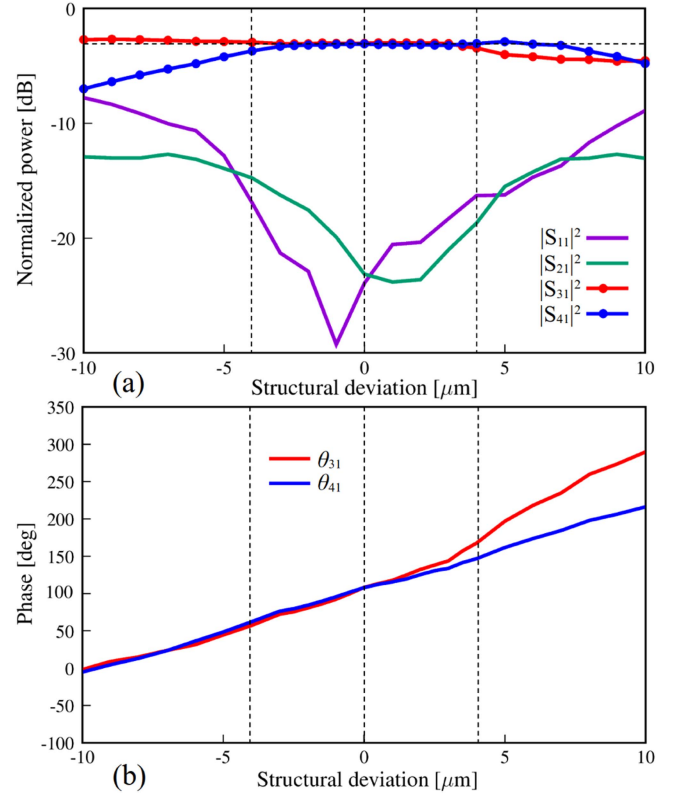 0
-10
-20
-30
Normalized power [dB]
|S₁₁|²
|S₂₁|²
|S₃₁|²
|S₄₁|²
-10 -5 0 5 10
(a) Structural deviation [μm]
350
300
250
200
150
100
50
0
-50
-100
Phase [deg]
θ₃₁
θ₄₁
-10 -5 0 5 10
(b) Structural deviation [μm]